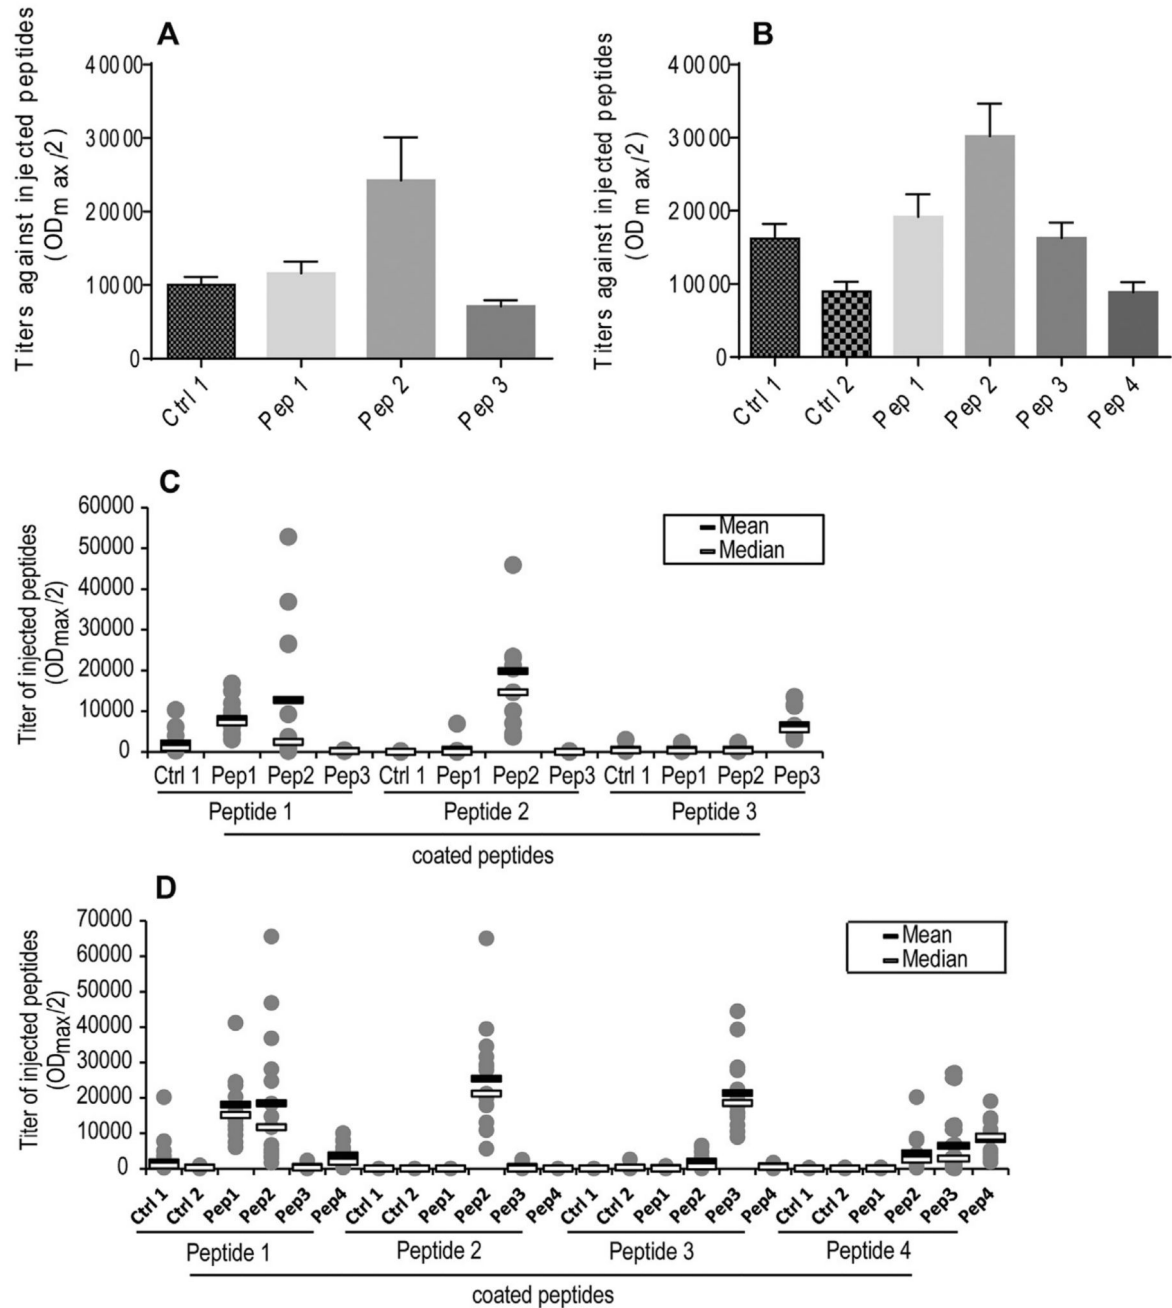 A
Titers against injected peptides
(ODm ax/2)
40000
30000
20000
10000
0
Ctrl 1
Pep 1
Pep 2
Pep 3
B
Titers against injected peptides
(ODm ax/2)
40000
30000
20000
10000
0
Ctrl 1
Ctrl 2
Pep 1
Pep 2
Pep 3
Pep 4
C
Titer of injected peptides
(ODmax/2)
60000
50000
40000
30000
20000
10000
0
Mean
Median
Ctrl 1 Pep1 Pep2 Pep3 Ctrl 1 Pep1 Pep2 Pep3 Ctrl 1 Pep1 Pep2 Pep3
Peptide 1 Peptide 2 Peptide 3
coated peptides
D
Titer of injected peptides
(ODmax/2)
70000
60000
50000
40000
30000
20000
10000
0
Mean
Median
Ctrl 1 Ctrl 2 Pep1 Pep2 Pep3 Pep4 Ctrl 1 Ctrl 2 Pep1 Pep2 Pep3 Pep4 Ctrl 1 Ctrl 2 Pep1 Pep2 Pep3 Pep4 Ctrl 1 Ctrl 2 Pep1 Pep2 Pep3 Pep4
Peptide 1 Peptide 2 Peptide 3 Peptide 4
coated peptides